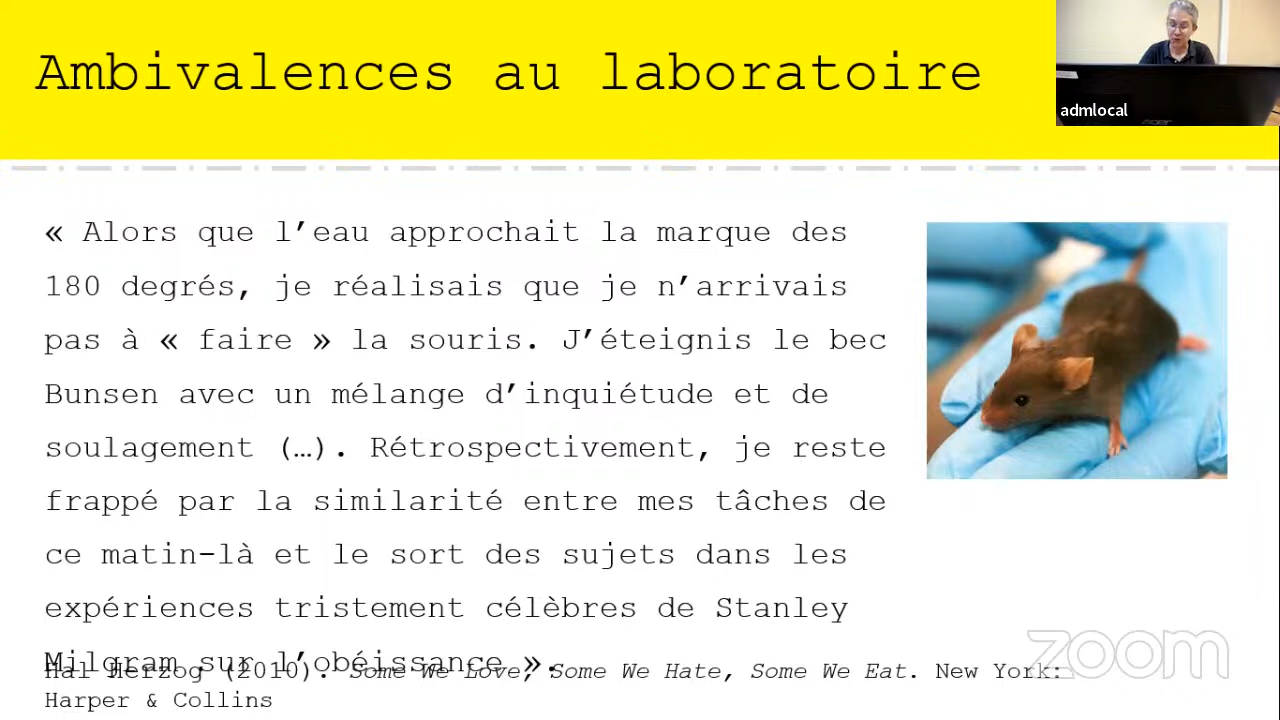 Ambivalences au laboratoire
admlocal
acer
« Alors que l’eau approchait la marque des
180 degrés, je réalisais que je n’arrivais
pas à « faire » la souris. J’éteignis le bec
Bunsen avec un mélange d’inquiétude et de
soulagement (…). Rétrospectivement, je reste
frappé par la similarité entre mes tâches de
ce matin-là et le sort des sujets dans les
expériences tristement célèbres de Stanley
Milgram sur l’obéissance ».
Hal Herzog (2010). Some We Love, Some We Hate, Some We Eat. New York:
Harper & Collins
zoom